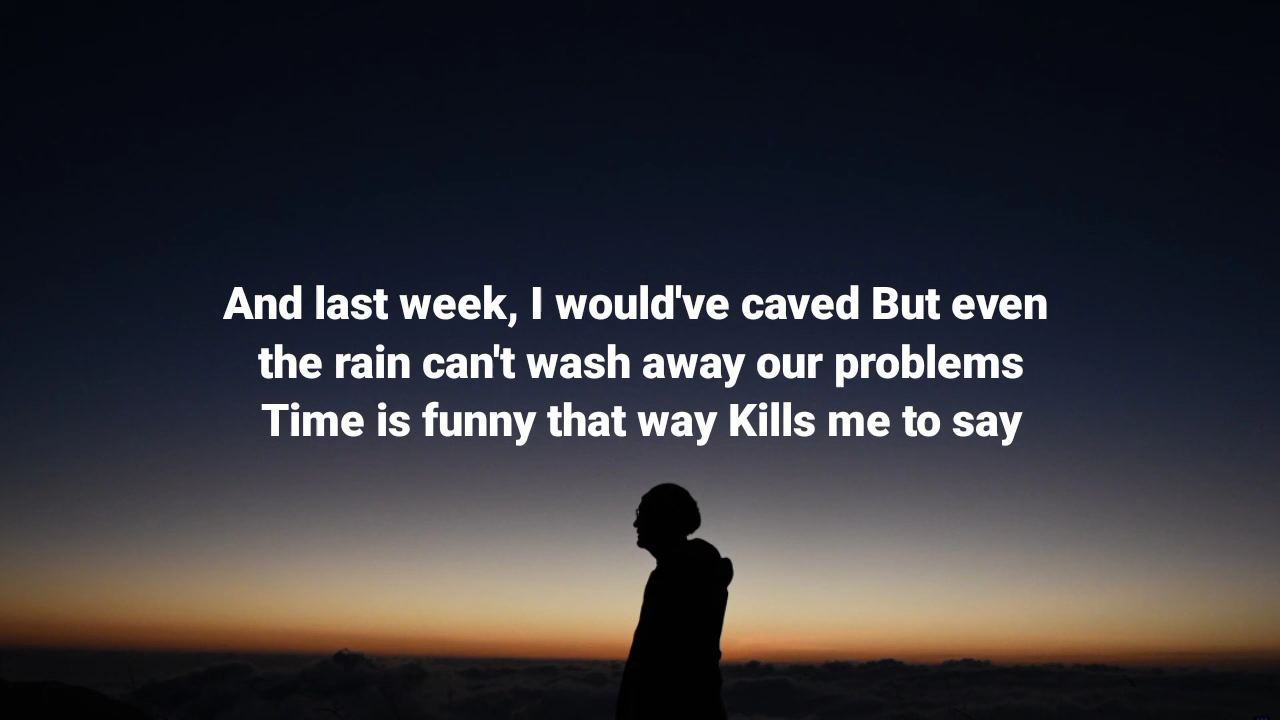 And last week, I would've caved But even
the rain can't wash away our problems
Time is funny that way Kills me to say